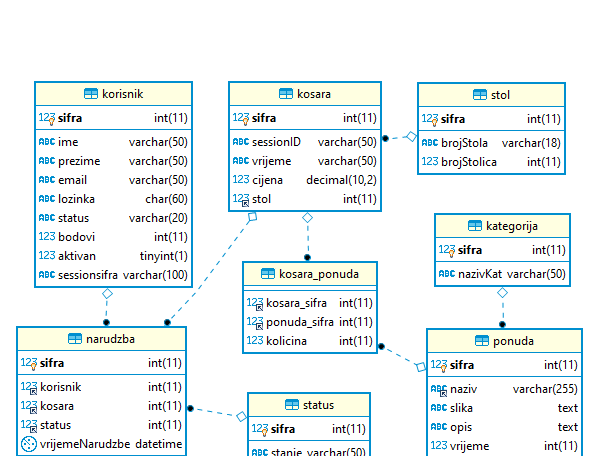 korisnik
123 sifra int(11)
ABC ime varchar(50)
ABC prezime varchar(50)
ABC email varchar(50)
ABC lozinka char(60)
ABC status varchar(20)
123 bodovi int(11)
123 aktivan tinyint(1)
ABC sessionsifra varchar(100)
kosara
123 sifra int(11)
ABC sessionID varchar(50)
ABC vrijeme varchar(50)
123 cijena decimal(10,2)
123 stol int(11)
stol
123 sifra int(11)
ABC brojStola varchar(18)
123 brojStolica int(11)
kategorija
123 sifra int(11)
ABC nazivKat varchar(50)
kosara_ponuda
123 kosara_sifra int(11)
123 ponuda_sifra int(11)
123 kolicina int(11)
narudzba
123 sifra int(11)
123 korisnik int(11)
123 kosara int(11)
123 status int(11)
vrijemeNarudzbe datetime
status
123 sifra int(11)
ABC stanje varchar(50)
ponuda
123 sifra int(11)
ABC naziv varchar(255)
ABC slika text
ABC opis text
123 vrijeme int(11)